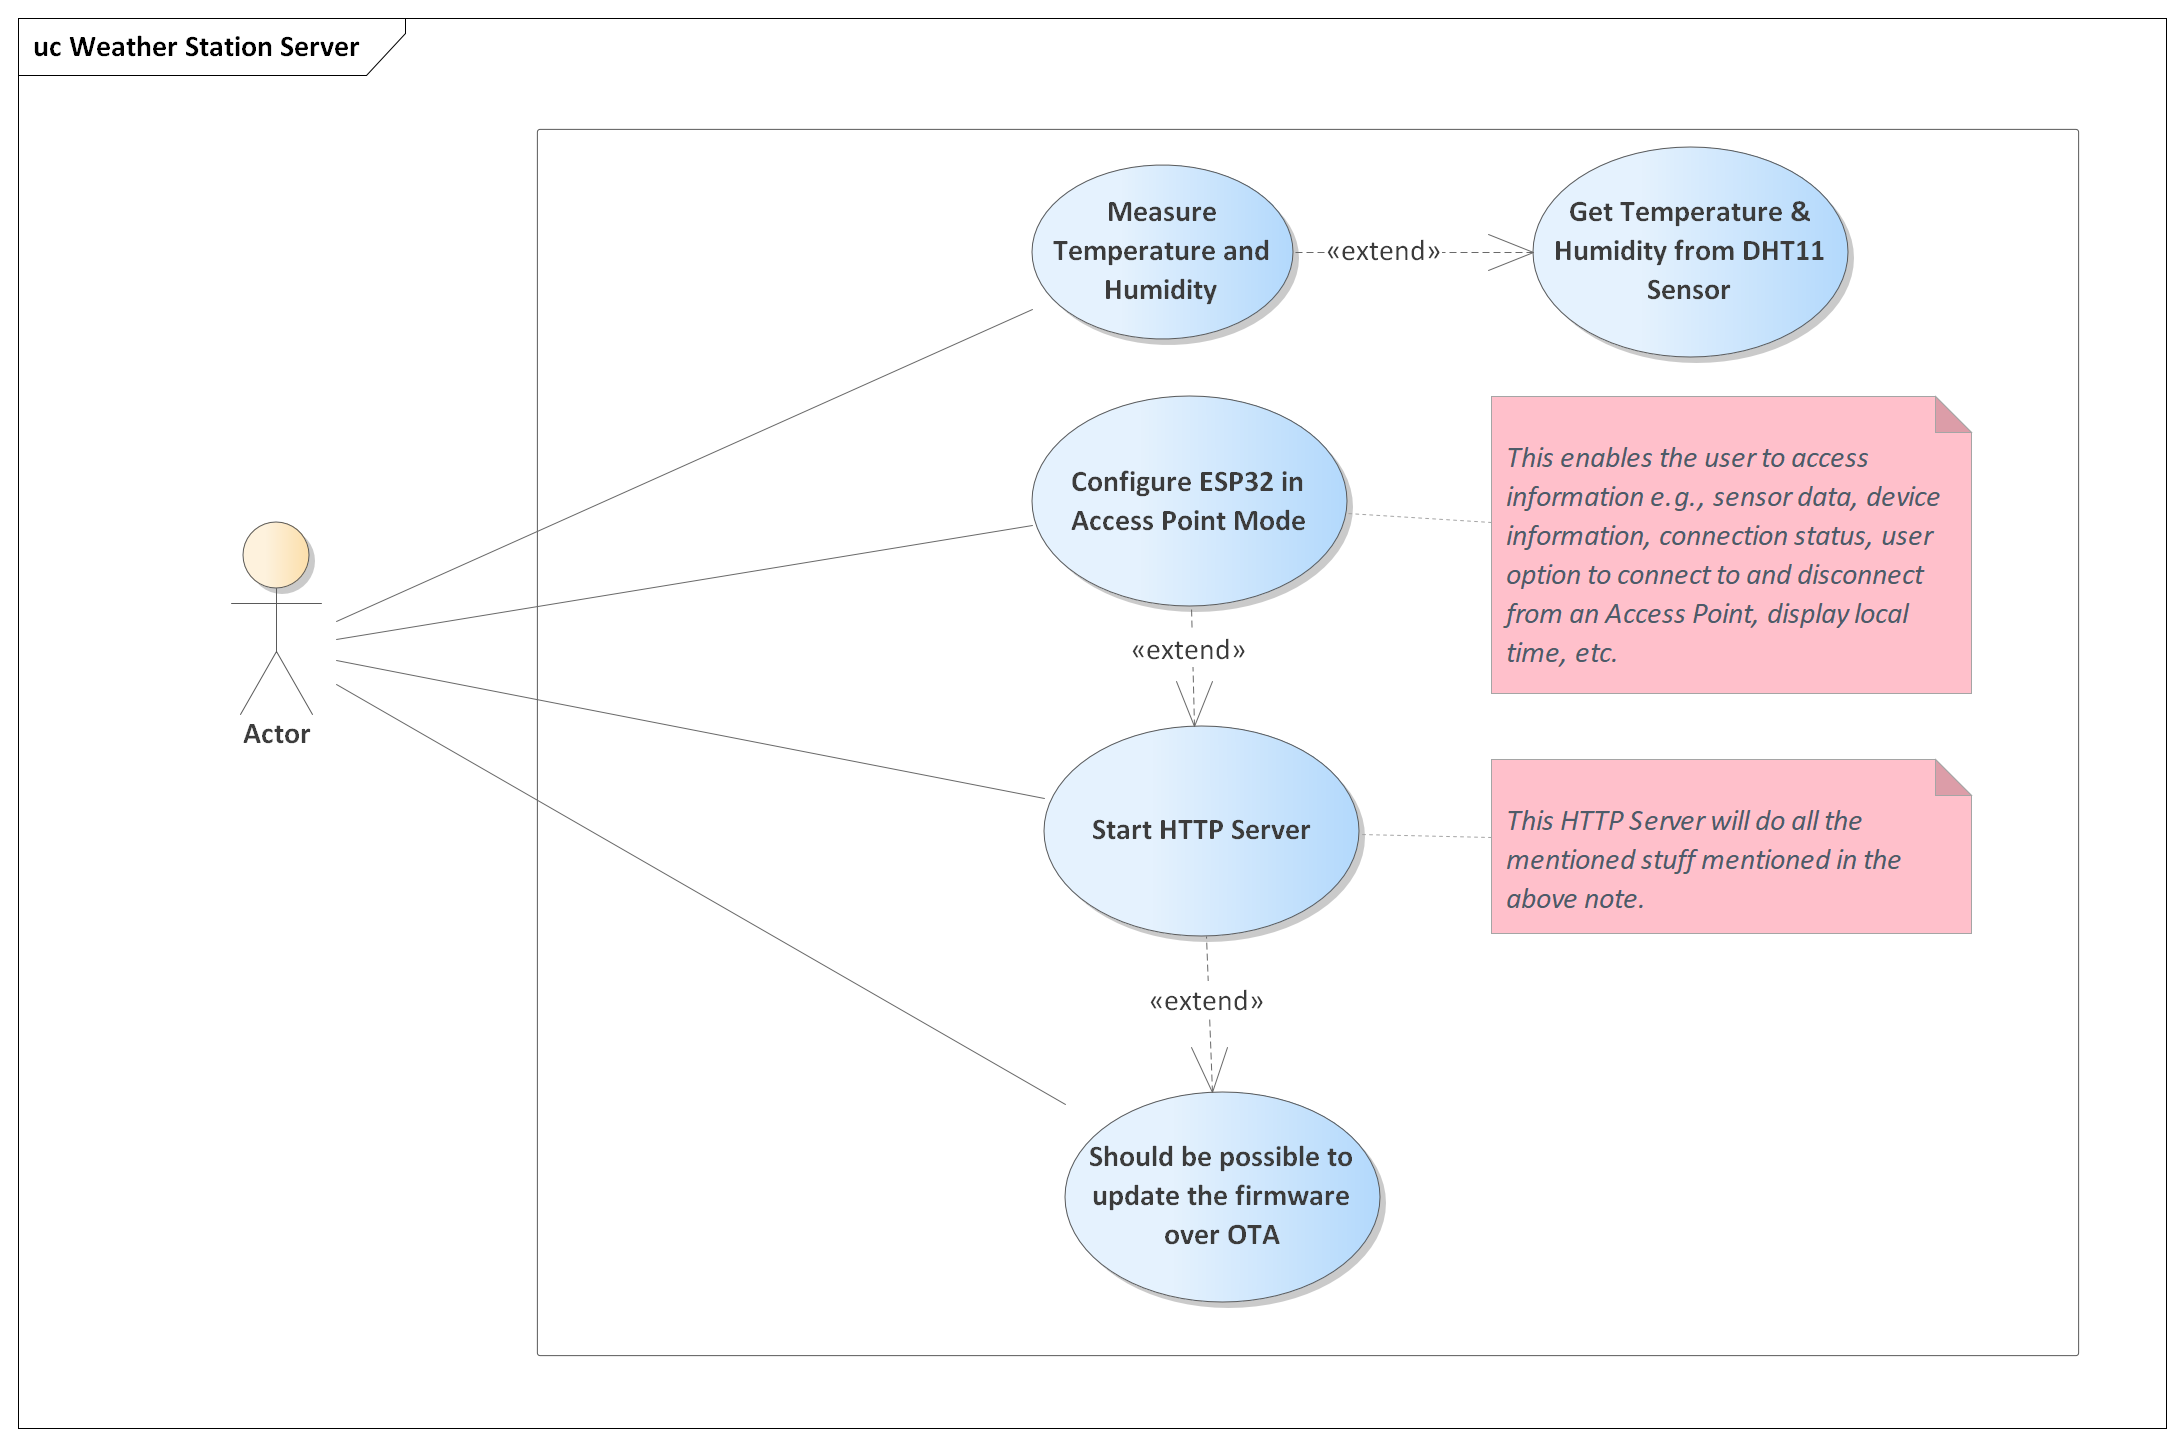 uc Weather Station Server
Measure
Temperature and
Humidity
«extend»
Get Temperature &
Humidity from DHT11
Sensor
Configure ESP32 in
Access Point Mode
This enables the user to access
information e.g., sensor data, device
information, connection status, user
option to connect to and disconnect
from an Access Point, display local
time, etc.
«extend»
Actor
Start HTTP Server
This HTTP Server will do all the
mentioned stuff mentioned in the
above note.
«extend»
Should be possible to
update the firmware
over OTA